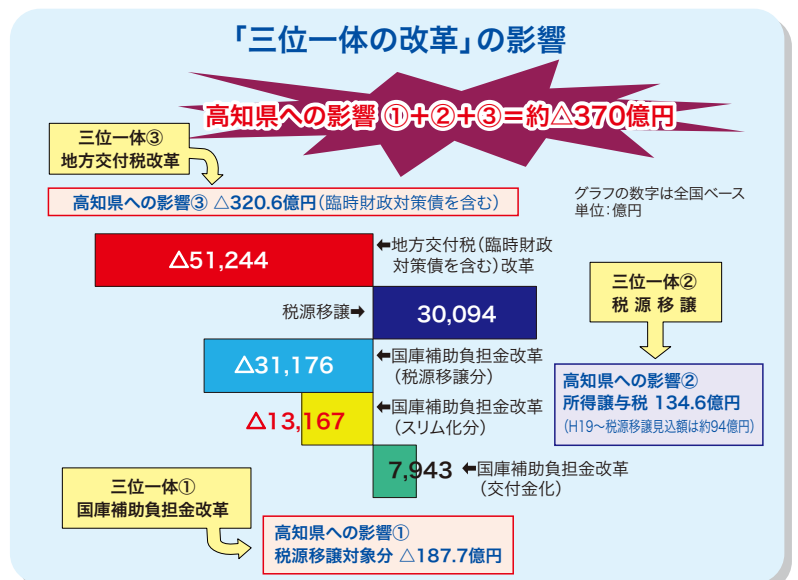 「三位一体の改革」の影響
高知県への影響 ①+②+③=約△370億円
三位一体③
地方交付税改革
高知県への影響③ △320.6億円(臨時財政対策債を含む)
グラフの数字は全国ベース
単位:億円
△51,244
⬅地方交付税(臨時財政
対策債を含む)改革
税源移譲➡
30,094
三位一体②
税源移譲
△31,176
⬅国庫補助負担金改革
(税源移譲分)
高知県への影響②
所得譲与税 134.6億円
(H19〜税源移譲見込額は約94億円)
△13,167
⬅国庫補助負担金改革
(スリム化分)
7,943
⬅国庫補助負担金改革
(交付金化)
三位一体①
国庫補助負担金改革
高知県への影響①
税源移譲対象分 △187.7億円